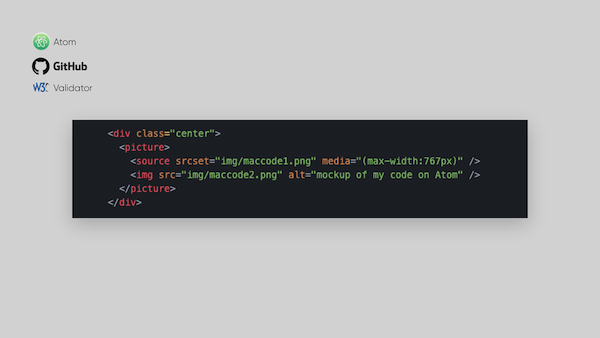 Atom
GitHub
W3C Validator
<div class="center">
<picture>
<source srcset="img/maccode1.png" media="(max-width:767px)" />
<img src="img/maccode2.png" alt="mockup of my code on Atom" />
</picture>
</div>